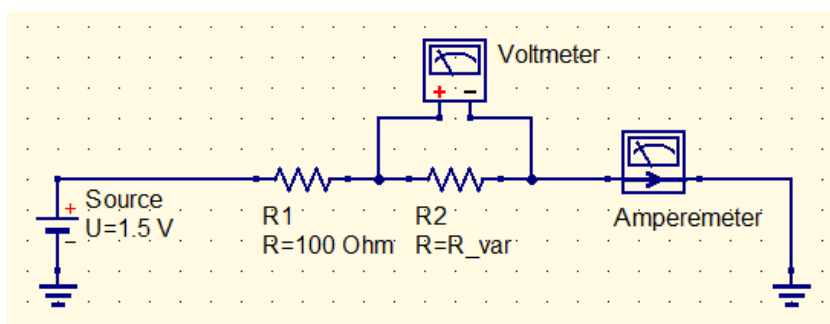 Voltmeter
Source
U=1.5 V
R1
R=100 Ohm
R2
R=R_var
Amperemeter